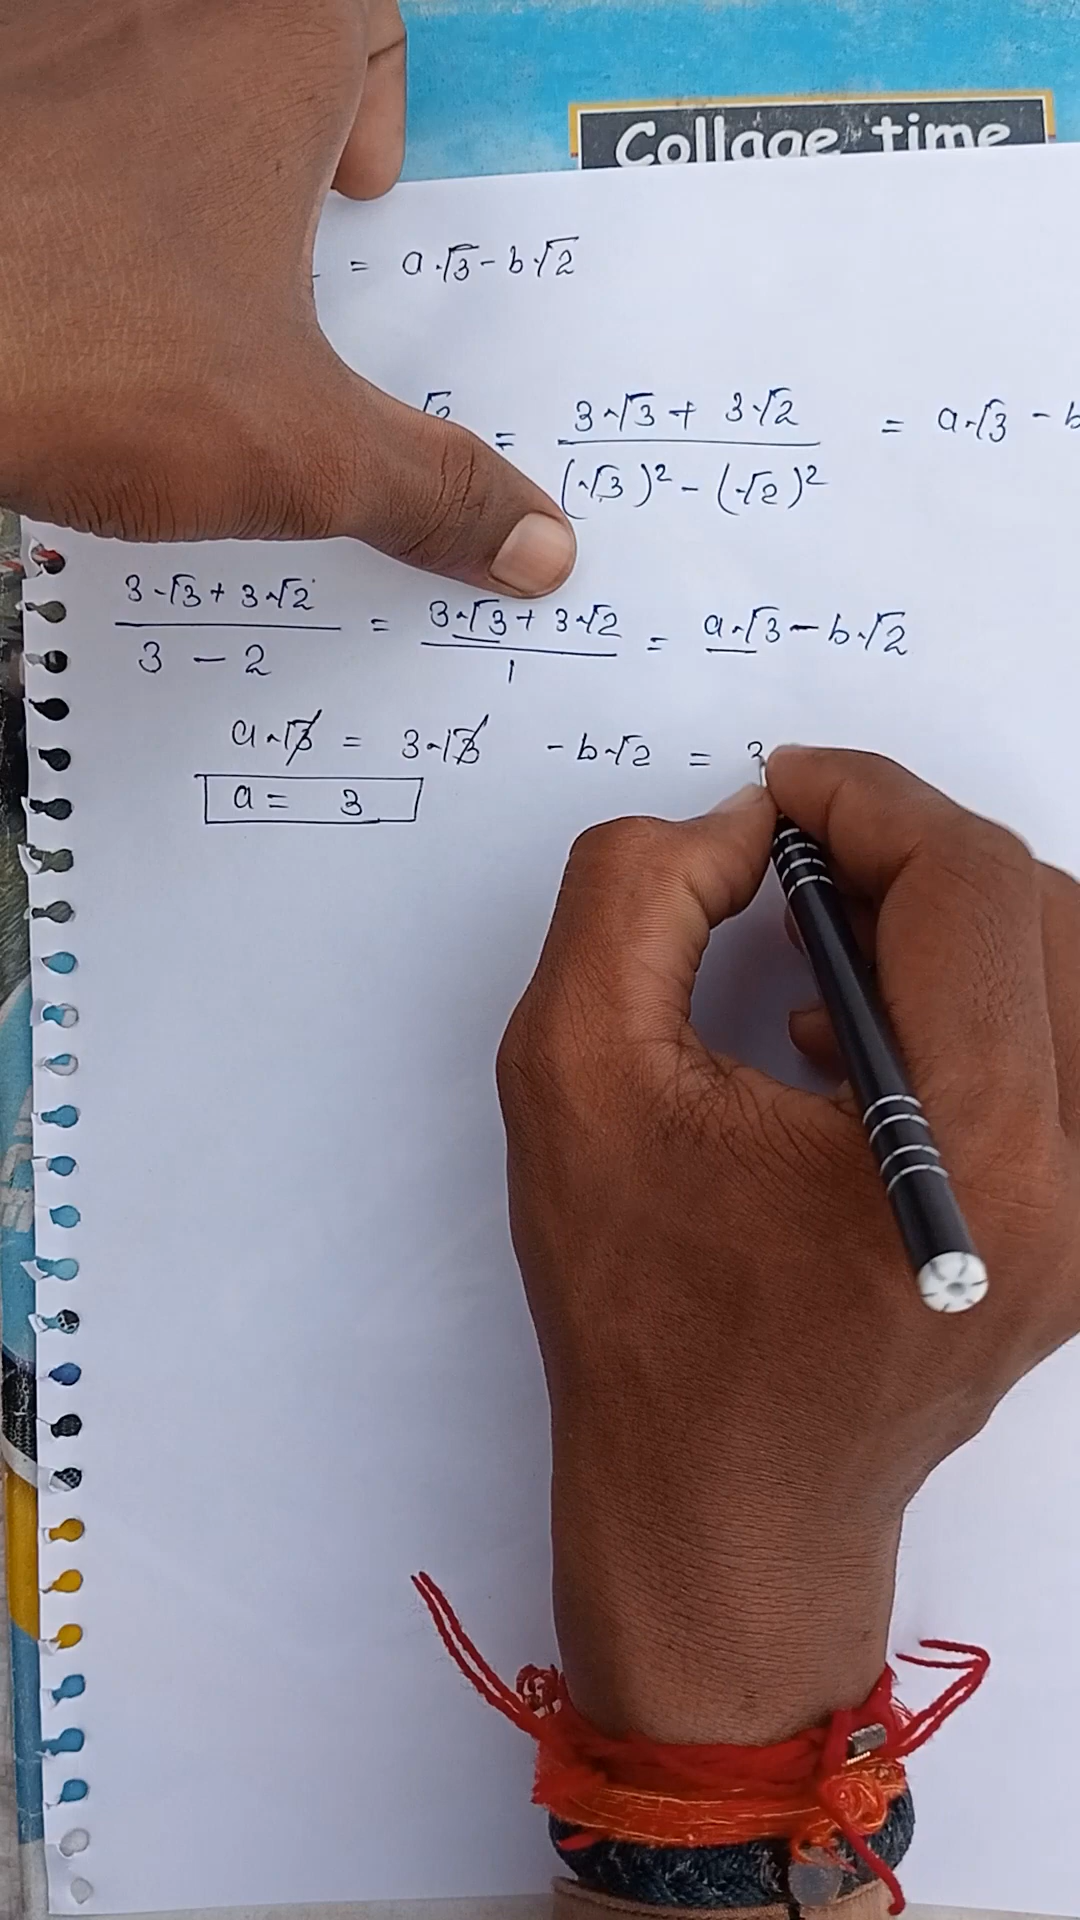 Collage time
= a√3 - b√2
√2 = (3√3 + 3√2)/((√3)² - (√2)²) = a√3 - b
(3√3 + 3√2)/(3 - 2) = (3√3 + 3√2)/1 = a√3 - b√2
a√3 = 3√3 - b√2 = 3
a = 3